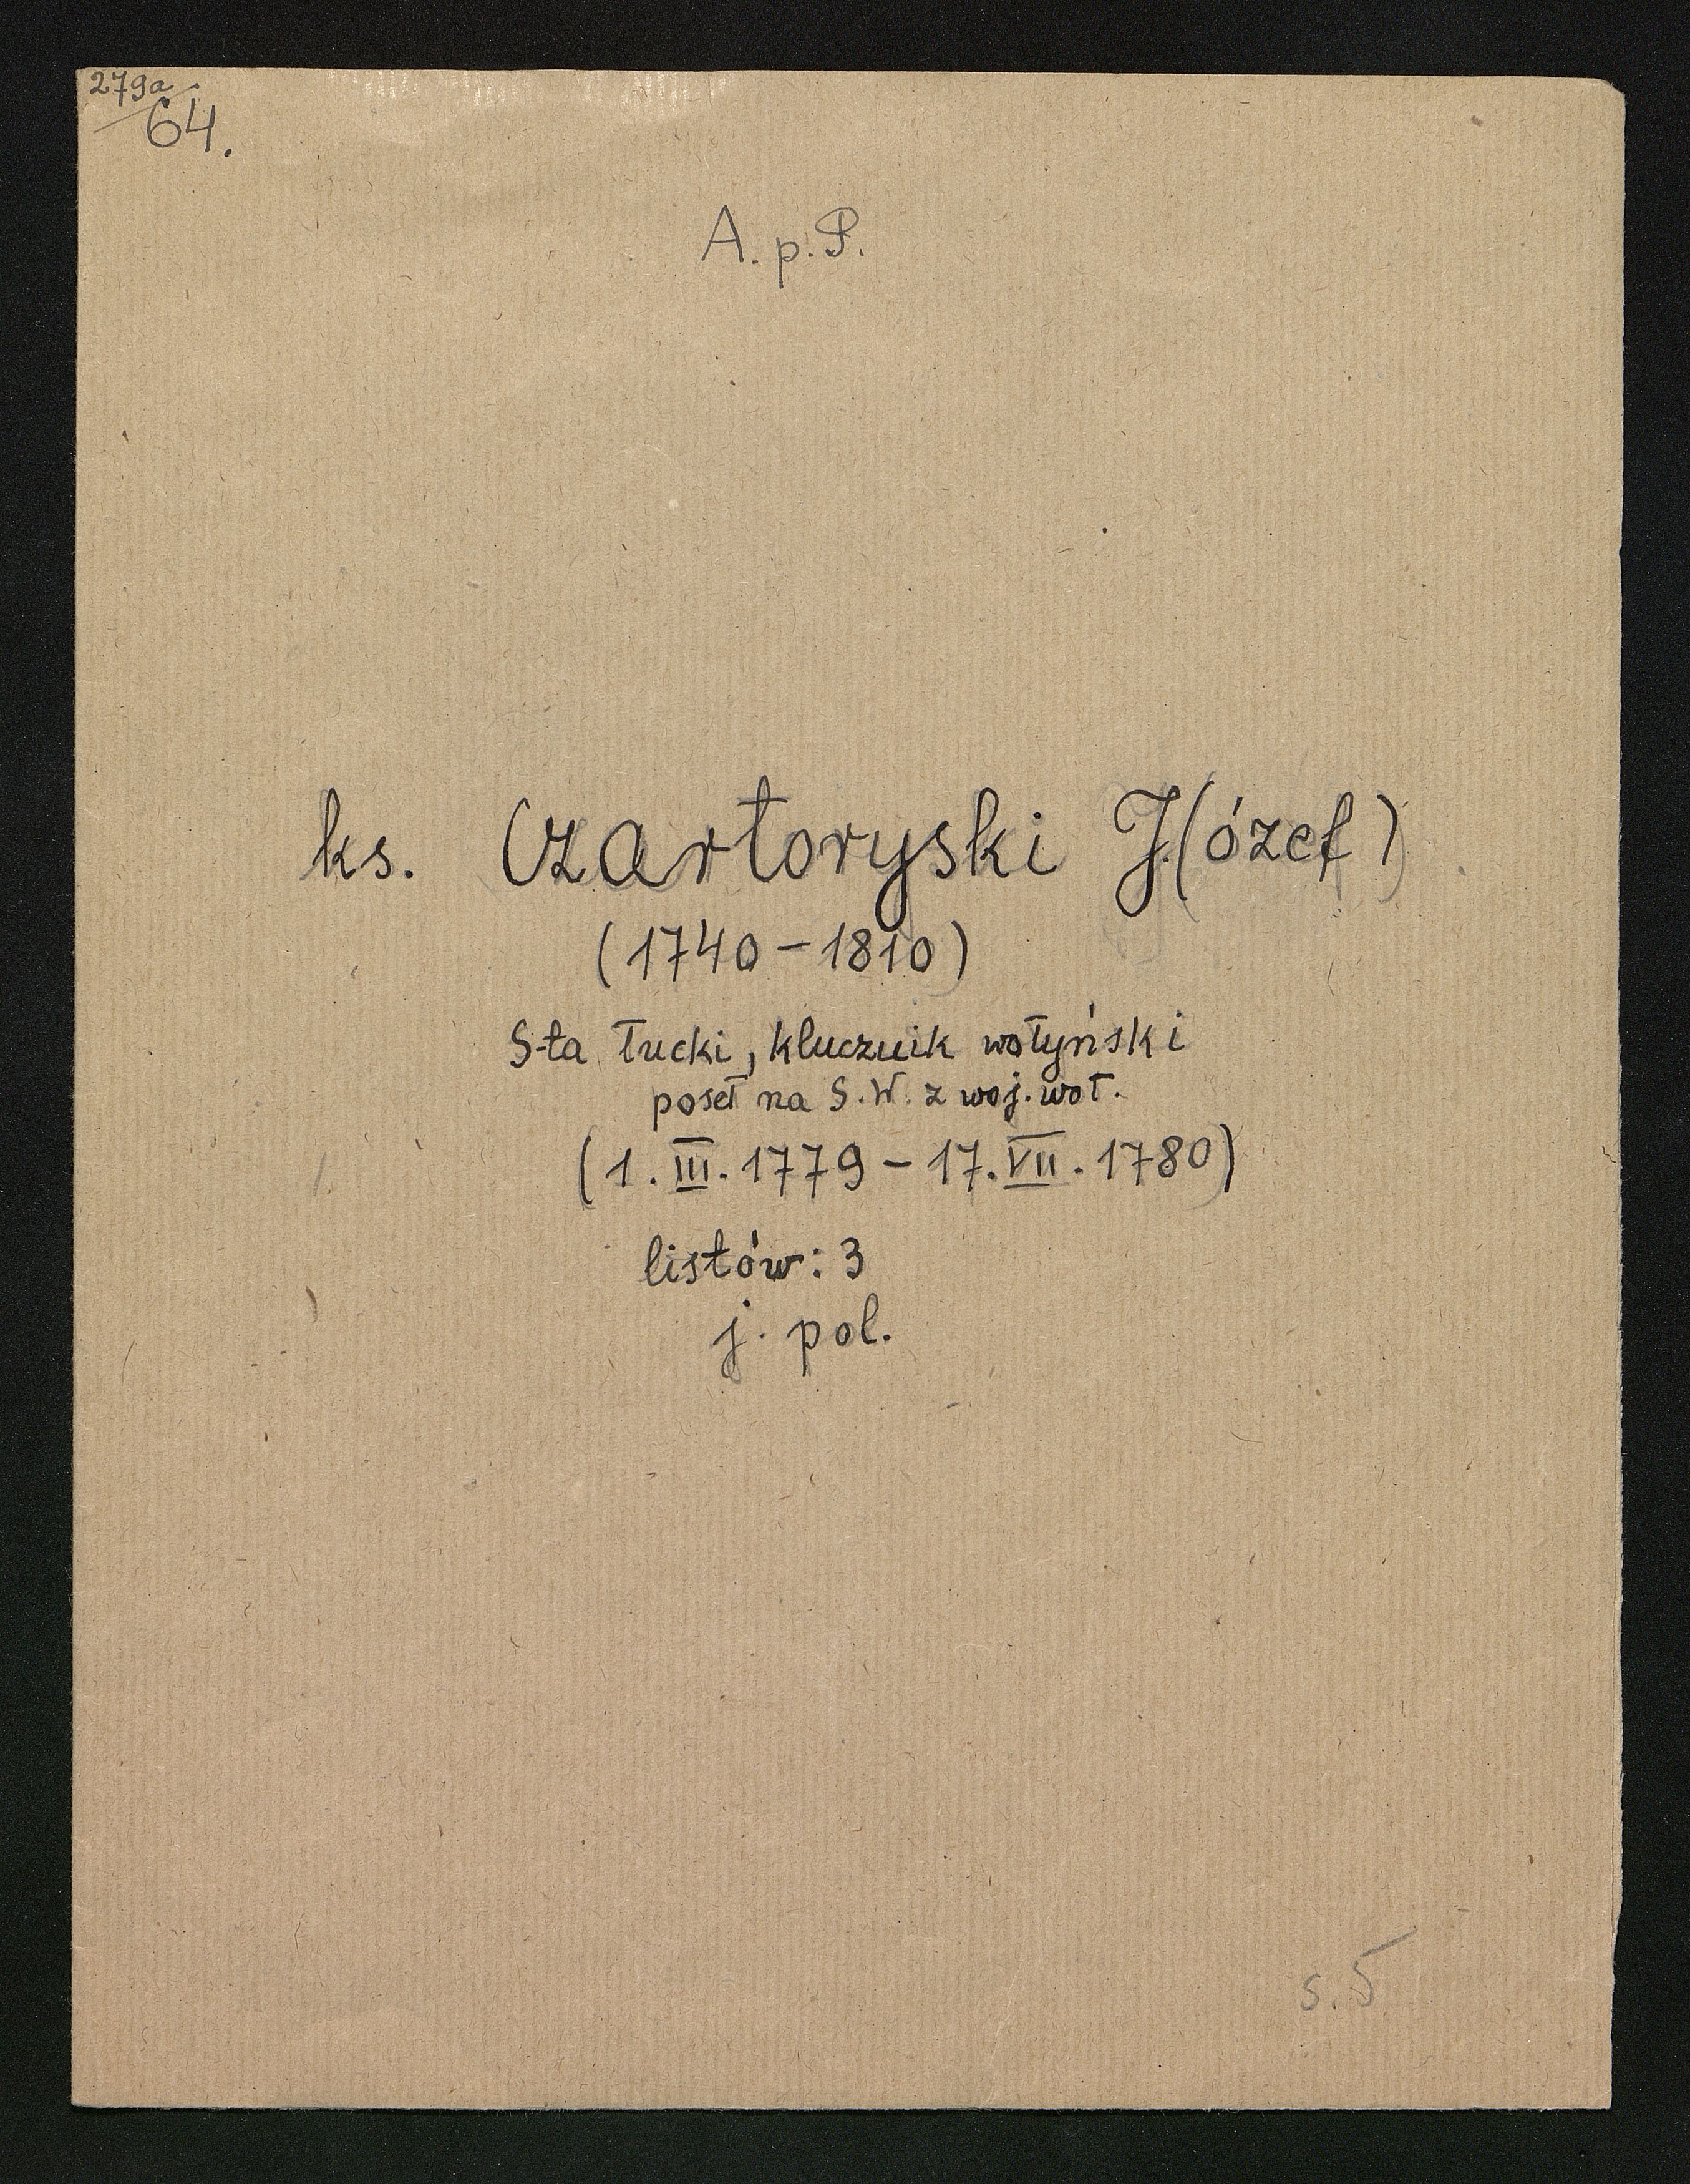 279a
64.
A. p. P.
ks. Czartoryski J.(ózef)
(1740-1810)
S-ta łucki, klucznik wołyński
poseł na S.W. z woj. woł.
(1. III. 1779 - 17. VII. 1780)
listów: 3
j. pol.
s. 5